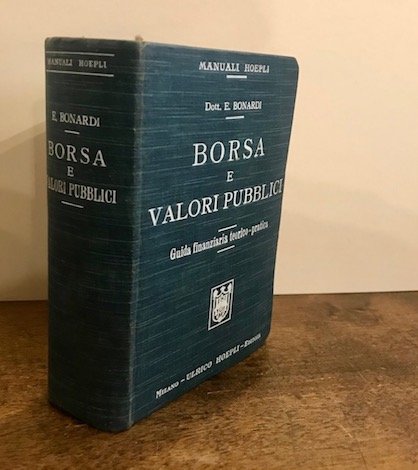 MANUALI HOEPLI
E. BONARDI
BORSA
E
VALORI PUBBLICI
MANUALI HOEPLI
Dott. E. BONARDI
BORSA
E
VALORI PUBBLICI
Guida finanziaria teorico-pratica
MILANO - ULRICO HOEPLI - EDITORE